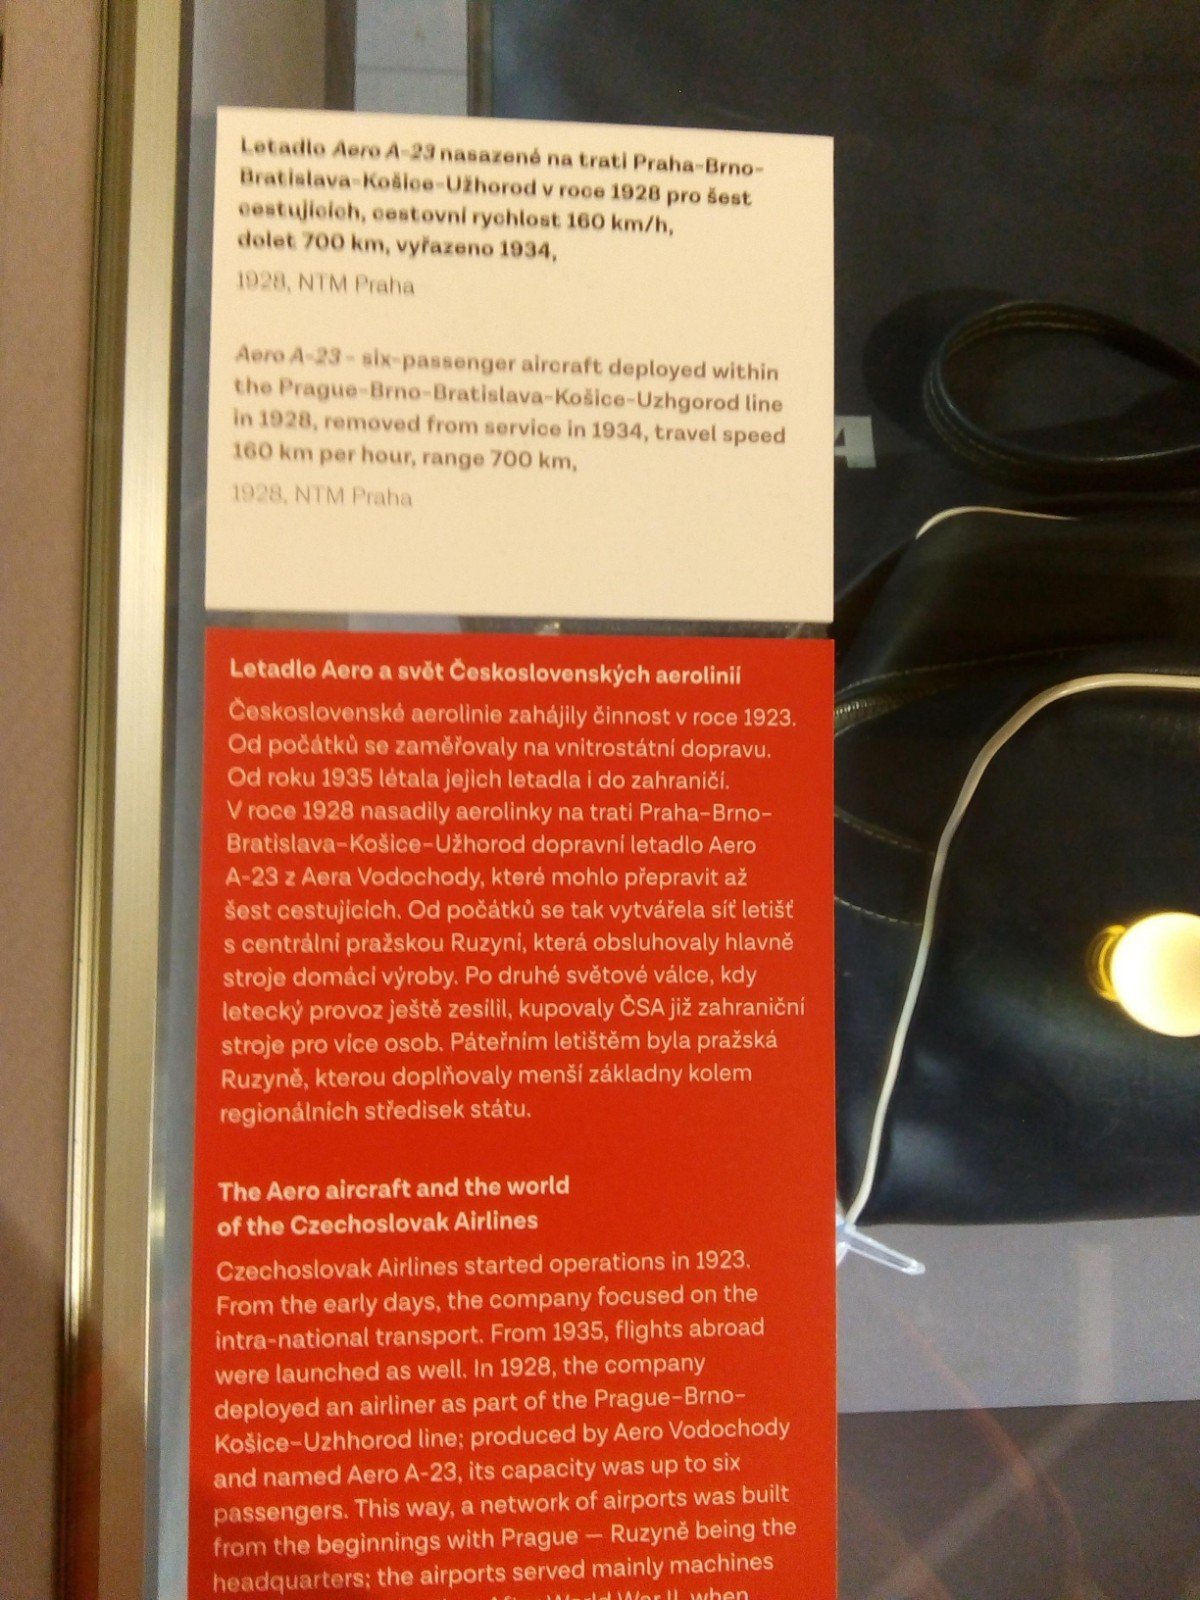 Letadlo Aero A-23 nasazené na trati Praha-Brno-
Bratislava-Košice-Užhorod v roce 1928 pro šest
cestujících, cestovní rychlost 160 km/h,
dolet 700 km, vyřazeno 1934,
1928, NTM Praha
Aero A-23 - six-passenger aircraft deployed within
the Prague-Brno-Bratislava-Košice-Uzhgorod line
in 1928, removed from service in 1934, travel speed
160 km per hour, range 700 km,
1928, NTM Praha
Letadlo Aero a svět Československých aerolinií
Československé aerolinie zahájily činnost v roce 1923.
Od počátků se zaměřovaly na vnitrostátní dopravu.
Od roku 1935 létala jejich letadla i do zahraničí.
V roce 1928 nasadily aerolinky na trati Praha-Brno-
Bratislava-Košice-Užhorod dopravní letadlo Aero
A-23 z Aera Vodochody, které mohlo přepravit až
šest cestujících. Od počátků se tak vytvářela síť letišť
s centrální pražskou Ruzyní, která obsluhovaly hlavně
stroje domácí výroby. Po druhé světové válce, kdy
letecký provoz ještě zesílil, kupovaly ČSA již zahraniční
stroje pro více osob. Páteřním letištěm byla pražská
Ruzyně, kterou doplňovaly menší základny kolem
regionálních středisek státu.
The Aero aircraft and the world
of the Czechoslovak Airlines
Czechoslovak Airlines started operations in 1923.
From the early days, the company focused on the
intra-national transport. From 1935, flights abroad
were launched as well. In 1928, the company
deployed an airliner as part of the Prague-Brno-
Košice-Uzhhorod line; produced by Aero Vodochody
and named Aero A-23, its capacity was up to six
passengers. This way, a network of airports was built
from the beginnings with Prague — Ruzyně being the
headquarters; the airports served mainly machines
After World War II, when